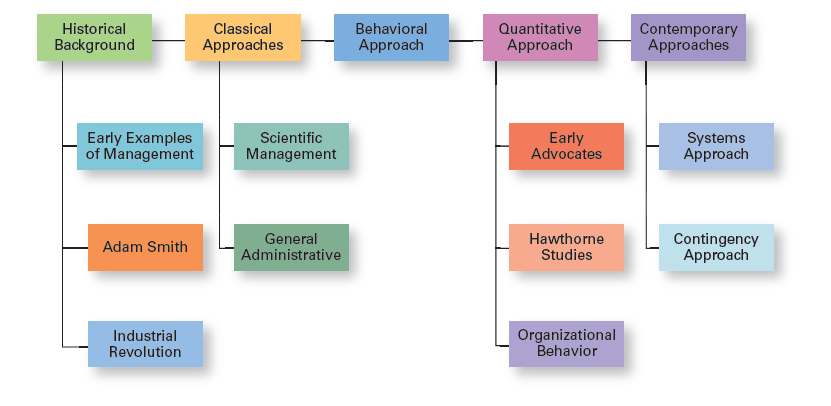 Historical
Background
Classical
Approaches
Behavioral
Approach
Quantitative
Approach
Contemporary
Approaches
Early Examples
of Management
Scientific
Management
Early
Advocates
Systems
Approach
Adam Smith
General
Administrative
Hawthorne
Studies
Contingency
Approach
Industrial
Revolution
Organizational
Behavior